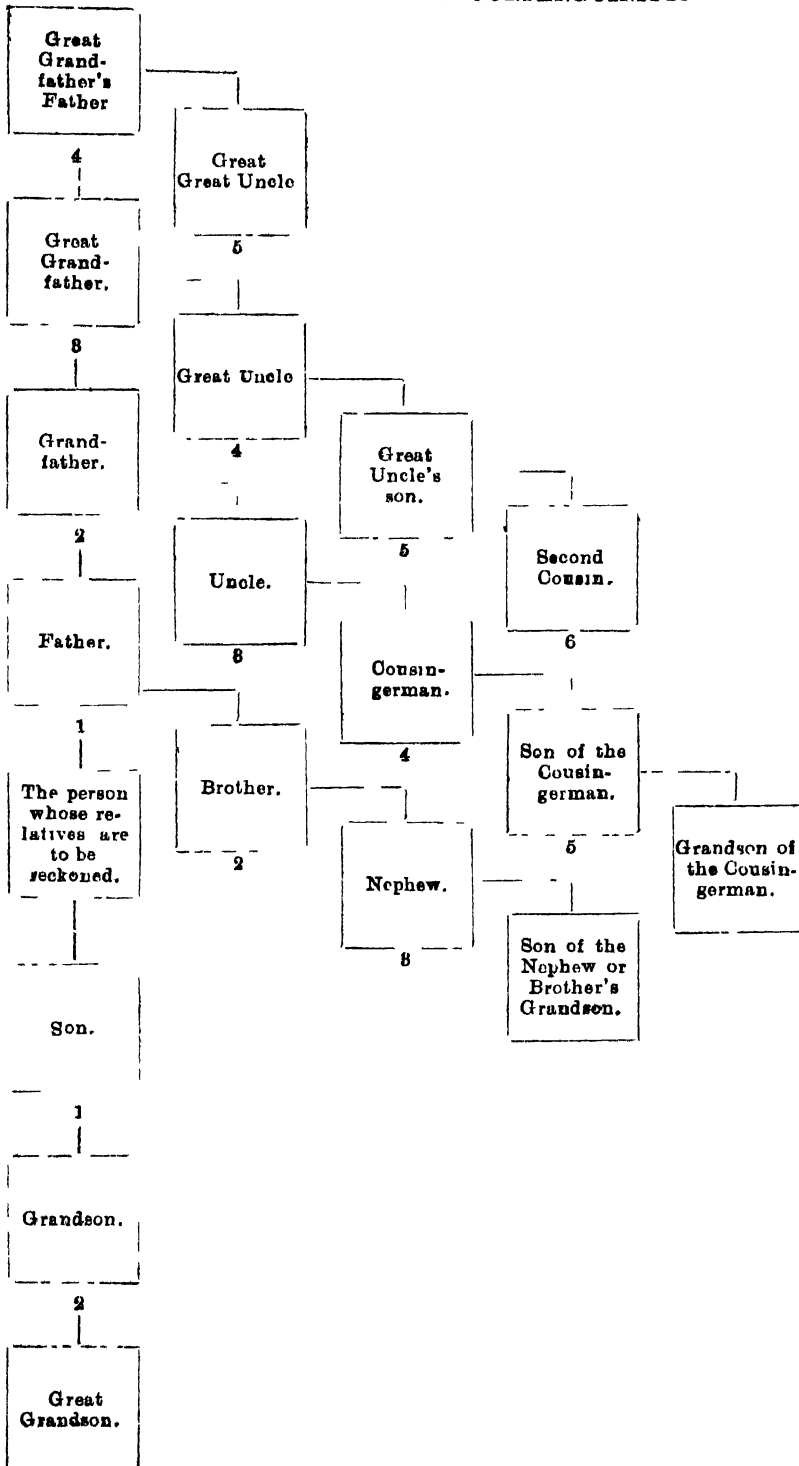 Great
Grand-
father's
Father
4
Great
Great Uncle
5
Great
Grand-
father.
3
Great Uncle
4
Grand-
father.
2
Great
Uncle's
son.
5
Second
Cousin.
6
Uncle.
3
Father.
1
Cousin-
german.
4
Brother.
2
Son of the
Cousin-
german.
5
The person
whose re-
latives are
to be
reckoned.
Nephew.
3
Grandson of
the Cousin-
german.
Son of the
Nephew or
Brother's
Grandson.
Son.
1
Grandson.
2
Great
Grandson.